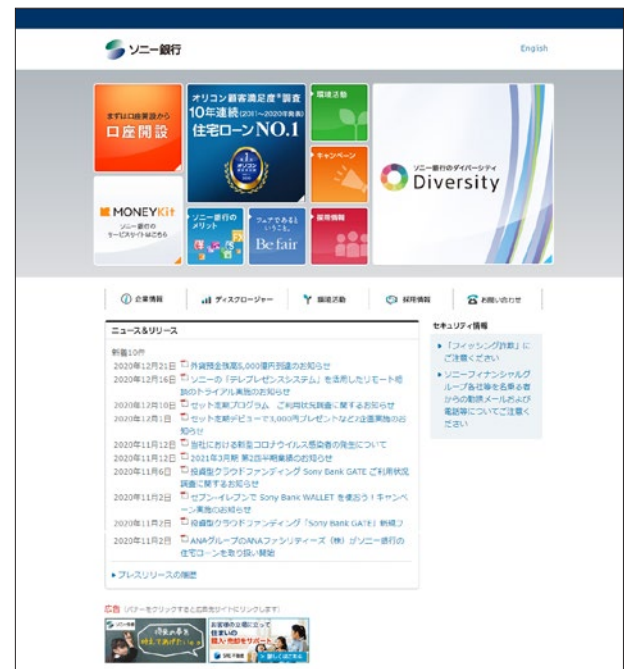 ソニー銀行
English
まずは口座開設から
口座開設
オリコン顧客満足度®調査
10年連続(2011~2020年発表)
住宅ローンNO.1
環境活動
キャンペーン
ソニー銀行のダイバーシティ
Diversity
MONEYKit
ソニー銀行の
サービスサイトはこちら
ソニー銀行の
メリット
フェアであると
いうこと。
Be fair
採用情報
企業情報
ディスクロージャー
環境活動
採用情報
お問い合わせ
ニュース&リリース
新着10件
2020年12月21日 外貨預金残高5,000億円到達のお知らせ
2020年12月16日 ソニーの「テレプレゼンスシステム」を活用したリモート相
談のトライアル実施のお知らせ
2020年12月10日 セット定期プログラム ご利用状況調査に関するお知らせ
2020年12月1日 セット定期デビューで3,000円プレゼントなど2企画実施のお
知らせ
2020年11月12日 当社における新型コロナウイルス感染者の発生について
2020年11月12日 2021年3月期 第2四半期業績のお知らせ
2020年11月6日 投資型クラウドファンディング Sony Bank GATE ご利用状況
調査に関するお知らせ
2020年11月2日 セブン‐イレブンで Sony Bank WALLET を使おう!キャンペ
ーン実施のお知らせ
2020年11月2日 投資型クラウドファンディング「Sony Bank GATE」新規フ
2020年11月2日 ANAグループのANAファシリティーズ(株)がソニー銀行の
住宅ローンを取り扱い開始
プレスリリースの履歴
セキュリティ情報
「フィッシング詐欺」に
ご注意ください
ソニーフィナンシャルグ
ループ各社等を名乗る者
からの勧誘メールおよび
電話等についてご注意く
ださい
広告 (バナーをクリックすると広告先サイトにリンクします)
お客様の立場に立って
住まいの
購入・売却をサポート
詳しくはこちら